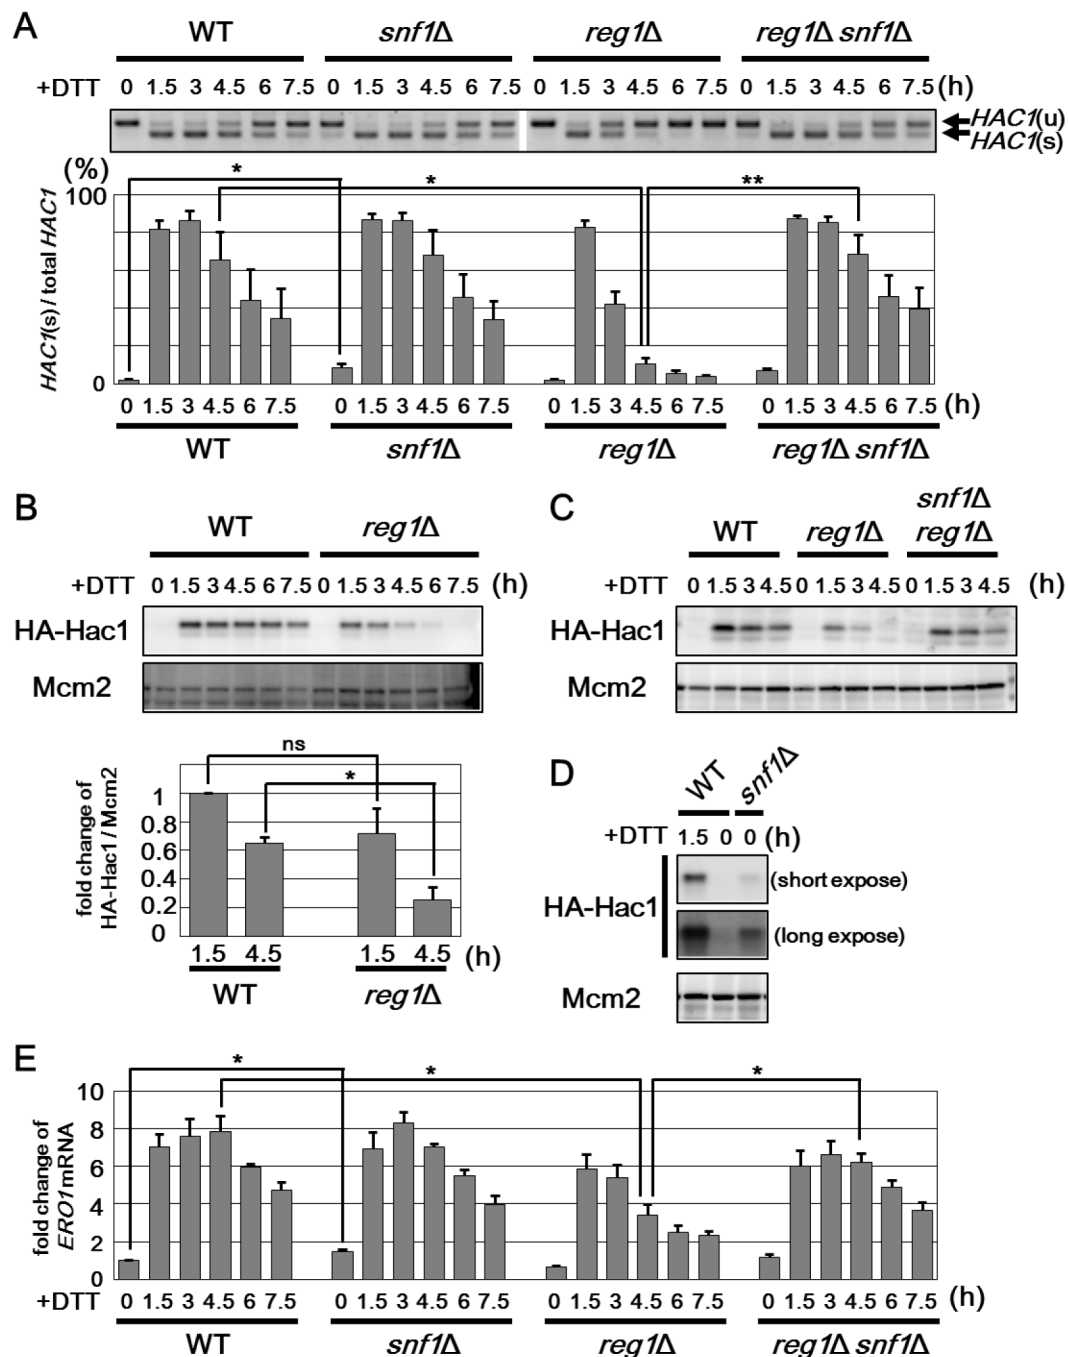 A
WT snf1Δ reg1Δ reg1Δ snf1Δ
+DTT 0 1.5 3 4.5 6 7.5 0 1.5 3 4.5 6 7.5 0 1.5 3 4.5 6 7.5 0 1.5 3 4.5 6 7.5 (h)
HAC1(u)
HAC1(s)
(%)
* * **
100
HAC1(s) / total HAC1
0
0 1.5 3 4.5 6 7.5 0 1.5 3 4.5 6 7.5 0 1.5 3 4.5 6 7.5 0 1.5 3 4.5 6 7.5 (h)
WT snf1Δ reg1Δ reg1Δ snf1Δ
B
WT reg1Δ
+DTT 0 1.5 3 4.5 6 7.5 0 1.5 3 4.5 6 7.5 (h)
HA-Hac1
Mcm2
ns
*
fold change of
HA-Hac1 / Mcm2
1
0.8
0.6
0.4
0.2
0
1.5 4.5 1.5 4.5 (h)
WT reg1Δ
C
WT reg1Δ snf1Δ
reg1Δ
+DTT 0 1.5 3 4.5 0 1.5 3 4.5 0 1.5 3 4.5 (h)
HA-Hac1
Mcm2
D
WT snf1Δ
+DTT 1.5 0 0 (h)
HA-Hac1
(short expose)
(long expose)
Mcm2
E
* * *
fold change of
ERO1 mRNA
10
8
6
4
2
0
+DTT 0 1.5 3 4.5 6 7.5 0 1.5 3 4.5 6 7.5 0 1.5 3 4.5 6 7.5 0 1.5 3 4.5 6 7.5 (h)
WT snf1Δ reg1Δ reg1Δ snf1Δ